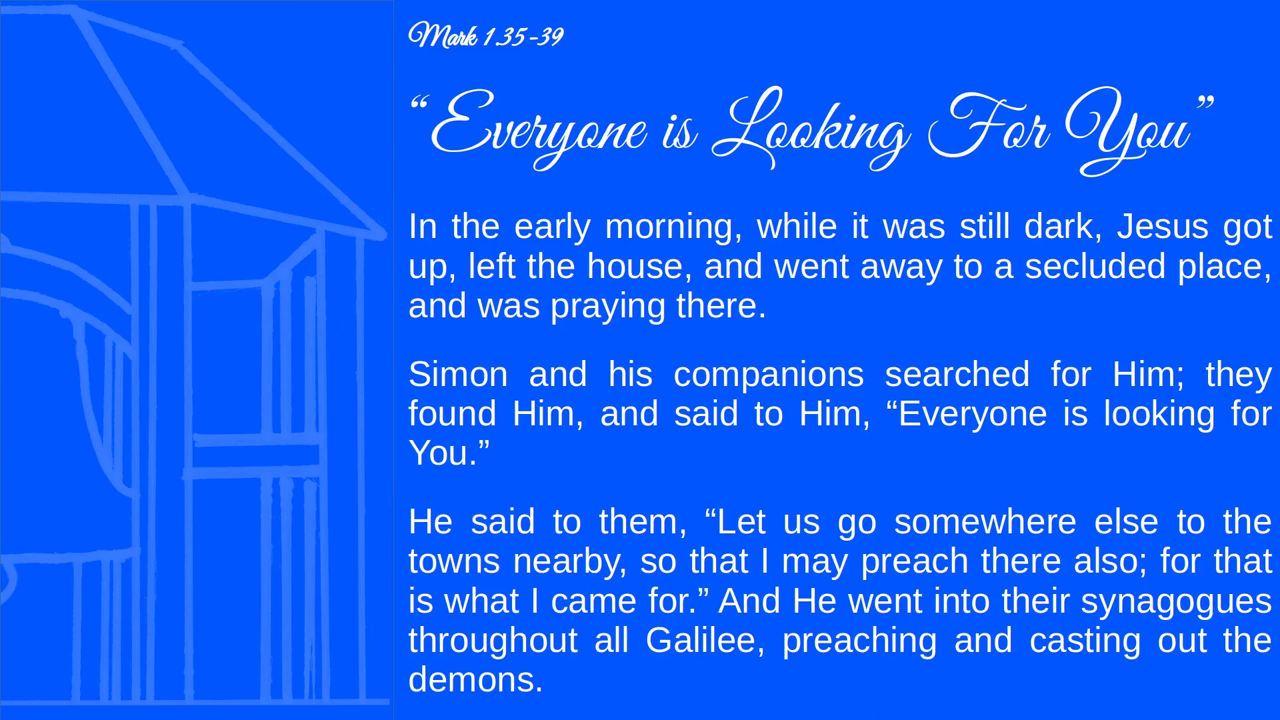 Mark 1.35-39
“Everyone is Looking For You”
In the early morning, while it was still dark, Jesus got
up, left the house, and went away to a secluded place,
and was praying there.
Simon and his companions searched for Him; they
found Him, and said to Him, “Everyone is looking for
You.”
He said to them, “Let us go somewhere else to the
towns nearby, so that I may preach there also; for that
is what I came for.” And He went into their synagogues
throughout all Galilee, preaching and casting out the
demons.